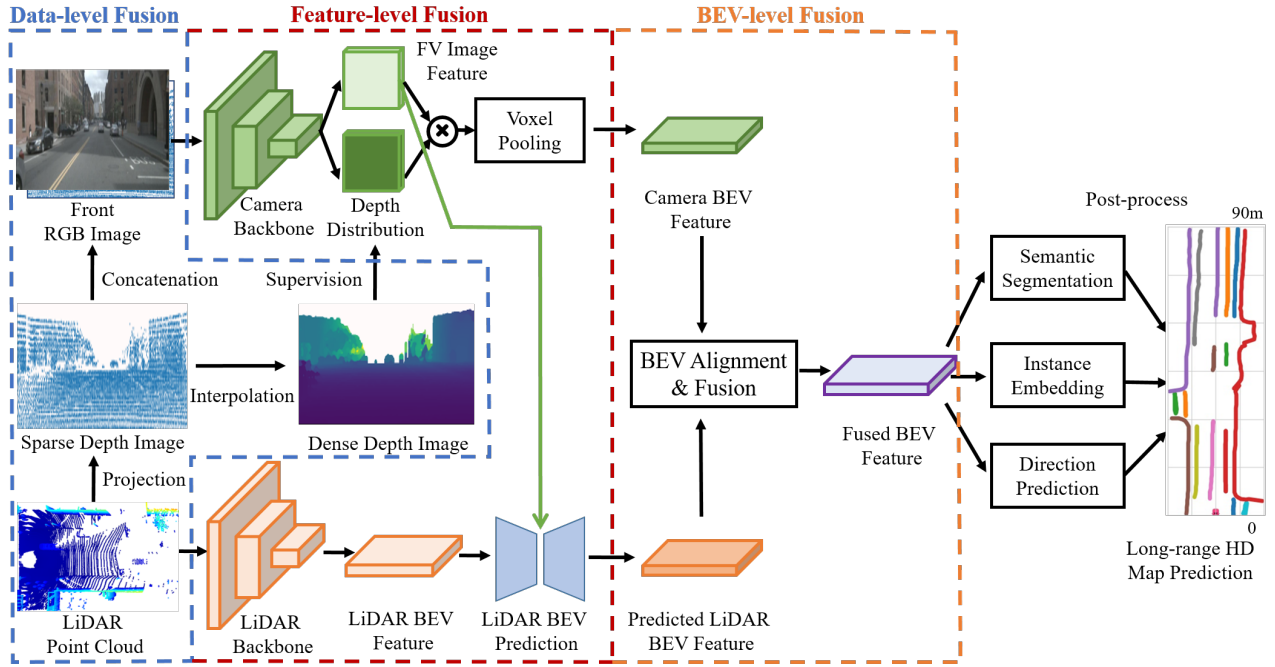 Data-level Fusion
Feature-level Fusion
BEV-level Fusion
FV Image
Feature
Voxel
Pooling
Front
RGB Image
Camera
Backbone
Depth
Distribution
Camera BEV
Feature
Post-process
90m
Concatenation
Supervision
Semantic
Segmentation
Interpolation
BEV Alignment
& Fusion
Instance
Embedding
Sparse Depth Image
Dense Depth Image
Fused BEV
Feature
Projection
Direction
Prediction
0
Long-range HD
Map Prediction
LiDAR
Point Cloud
LiDAR
Backbone
LiDAR BEV
Feature
LiDAR BEV
Prediction
Predicted LiDAR
BEV Feature